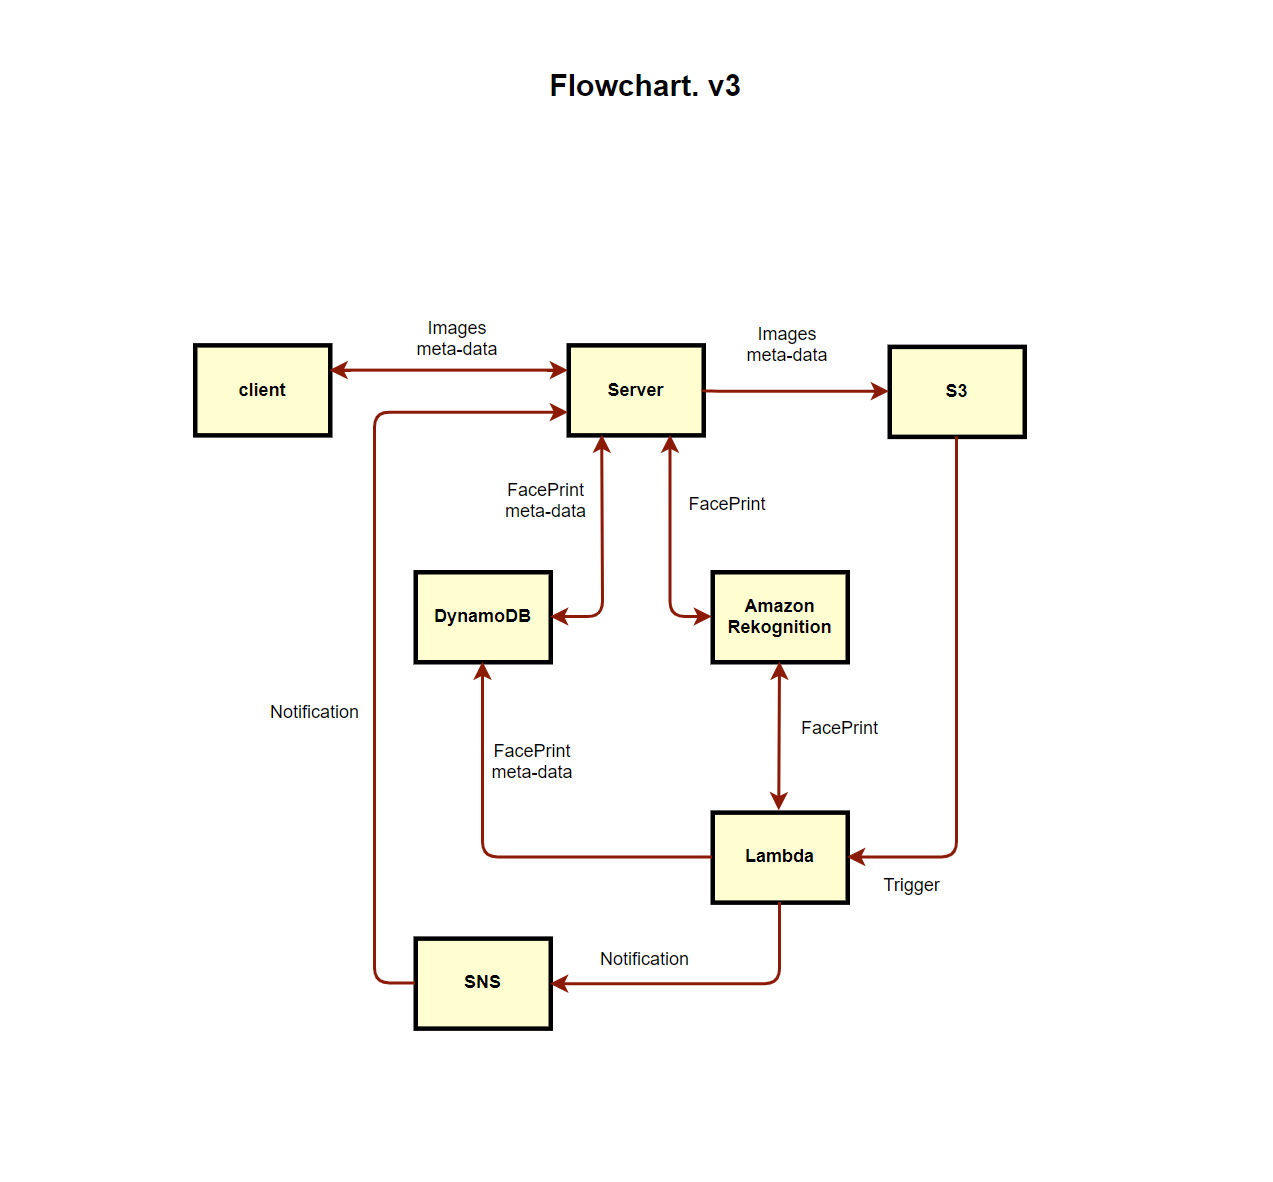 Flowchart. v3
Images
meta-data
Images
meta-data
client
Server
S3
FacePrint
meta-data
FacePrint
DynamoDB
Amazon
Rekognition
Notification
FacePrint
meta-data
FacePrint
Lambda
Trigger
Notification
SNS